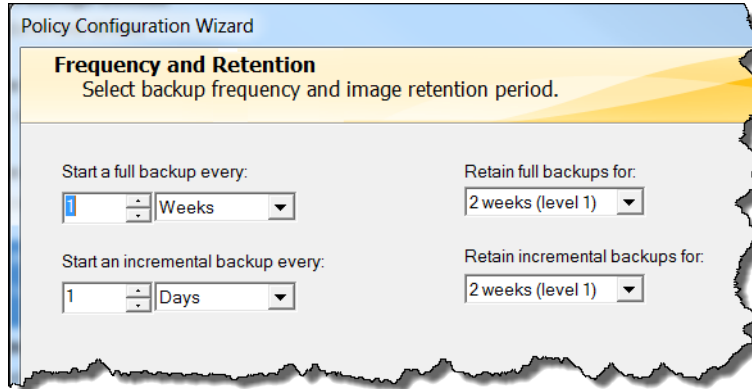 Policy Configuration Wizard
Frequency and Retention
Select backup frequency and image retention period.
Start a full backup every:
1 Weeks
Retain full backups for:
2 weeks (level 1)
Start an incremental backup every:
1 Days
Retain incremental backups for:
2 weeks (level 1)